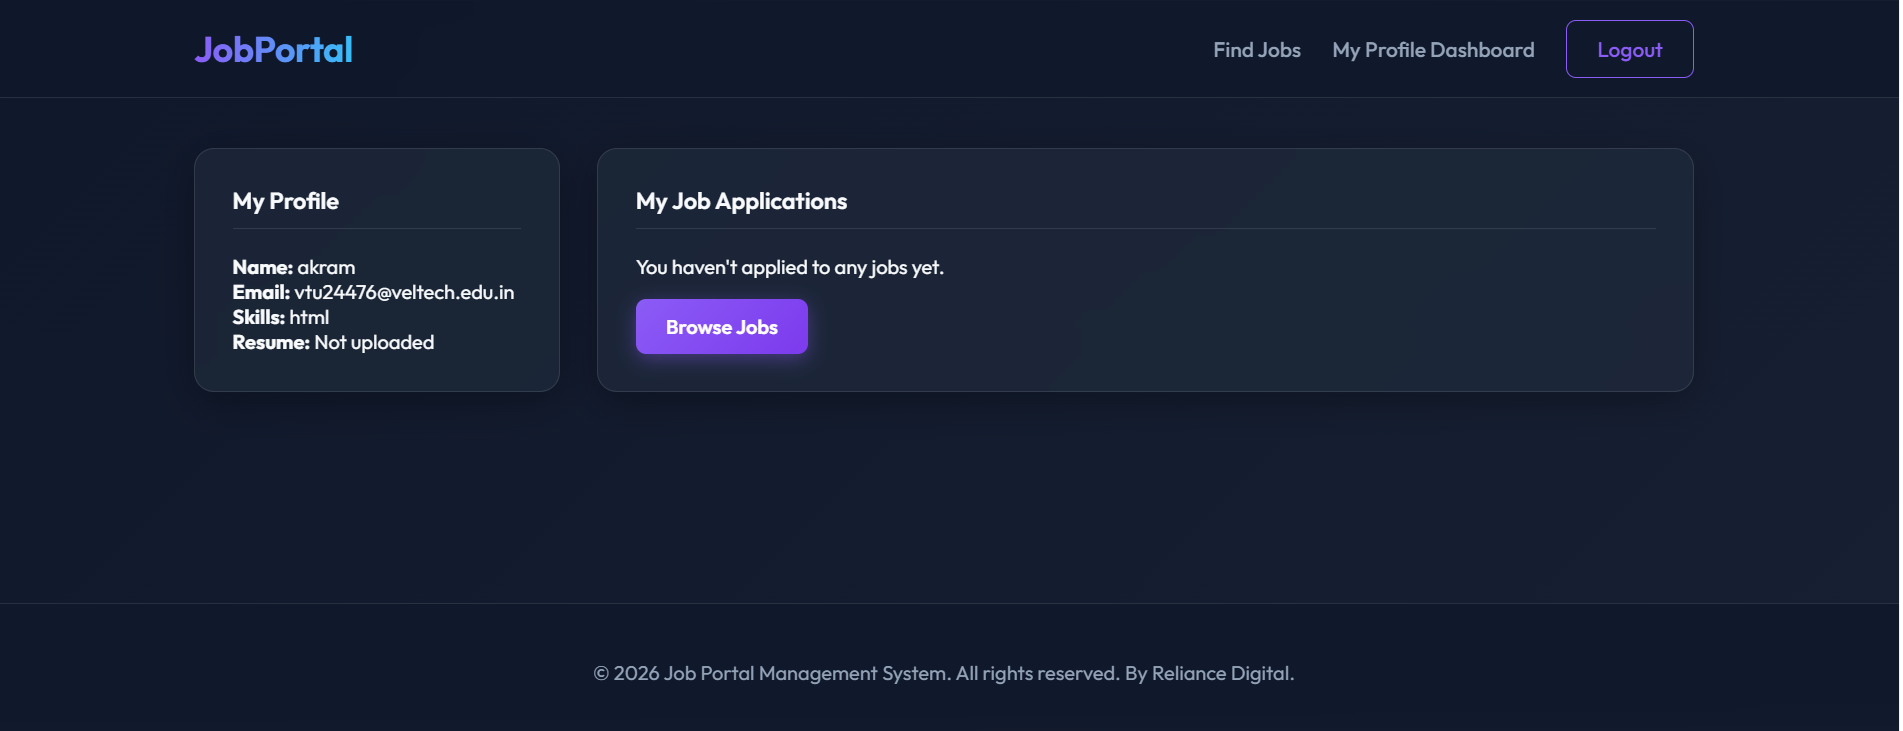 JobPortal
Find Jobs
My Profile Dashboard
Logout
My Profile
Name: akram
Email: vtu24476@veltech.edu.in
Skills: html
Resume: Not uploaded
My Job Applications
You haven't applied to any jobs yet.
Browse Jobs
© 2026 Job Portal Management System. All rights reserved. By Reliance Digital.